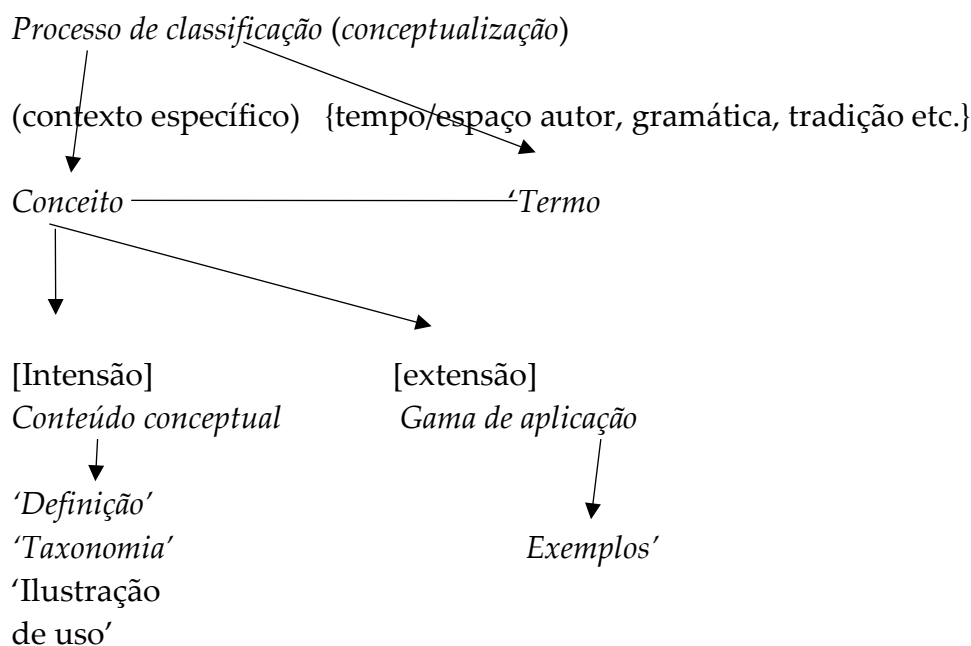 Processo de classificação (conceptualização)
(contexto específico) {tempo/espaço autor, gramática, tradição etc.}
Conceito ‘Termo
[Intensão] [extensão]
Conteúdo conceptual Gama de aplicação
‘Definição’
‘Taxonomia’ Exemplos’
‘Ilustração
de uso’